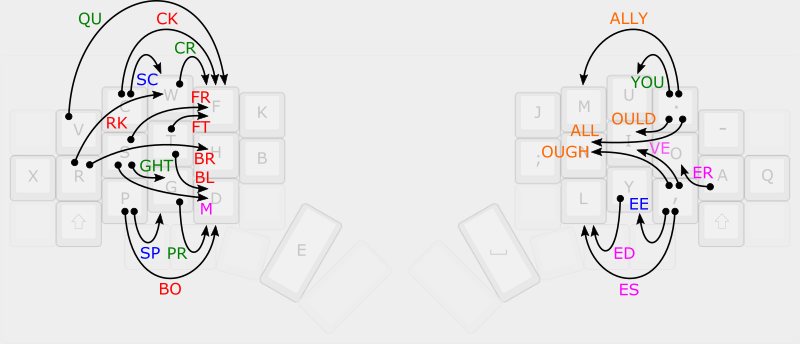 QU CK ALLY
CR
SC YOU
W U
C F M '
FR
V K J OULD -
RK FT ALL
T I
S H OUGH VE O
GHT BR ; B
X R BL EE ER A Q
G Y
P D M L ,
SP PR ED
E
BO ES